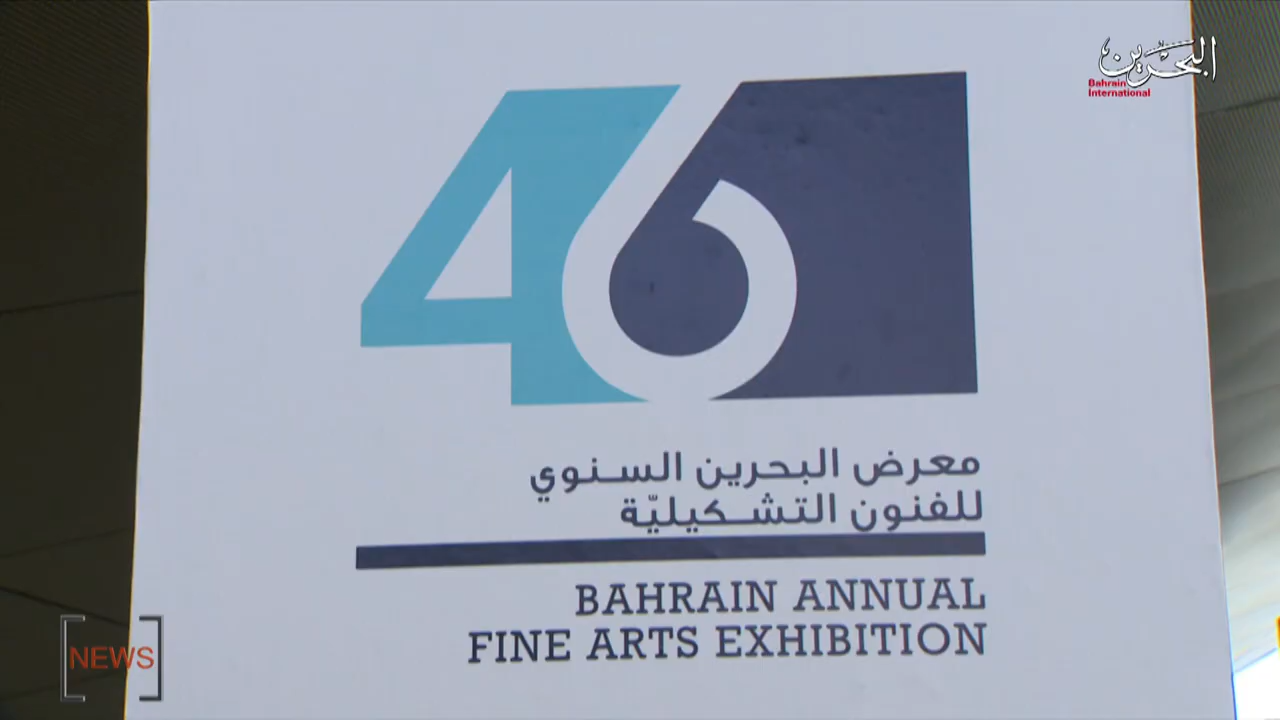 البحرين
Bahrain
International
46
معرض البحرين السنوي
للفنون التشكيليّة
BAHRAIN ANNUAL
FINE ARTS EXHIBITION
NEWS